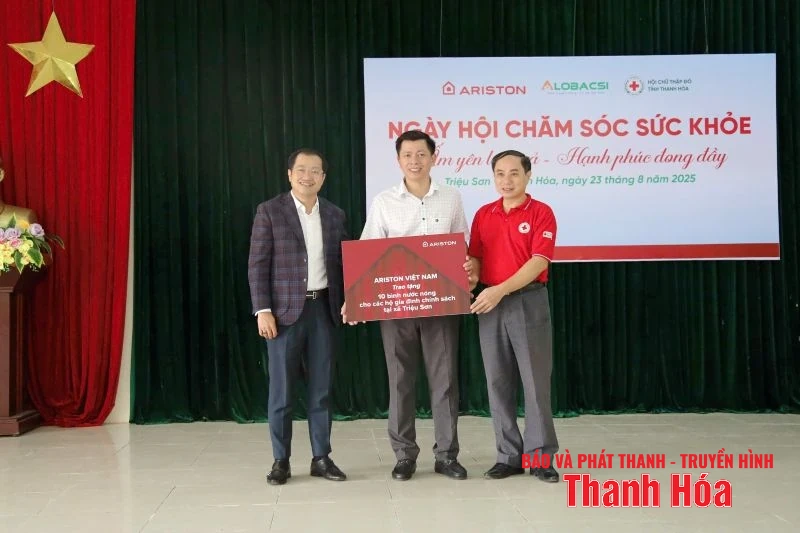 ARISTON
ALOBACSI
HỘI CHỮ THẬP ĐỎ
TỈNH THANH HÓA
NGÀY HỘI CHĂM SÓC SỨC KHỎE
yên - Hạnh phúc đong đầy
Triệu Sơn Hóa, ngày 23 tháng 8 năm 2025
ARISTON
ARISTON VIỆT NAM
Trao tặng
10 bình nước nóng
cho các hộ gia đình chính sách
tại xã Triệu Sơn
BÁO VÀ PHÁT THANH - TRUYỀN HÌNH
Thanh Hóa